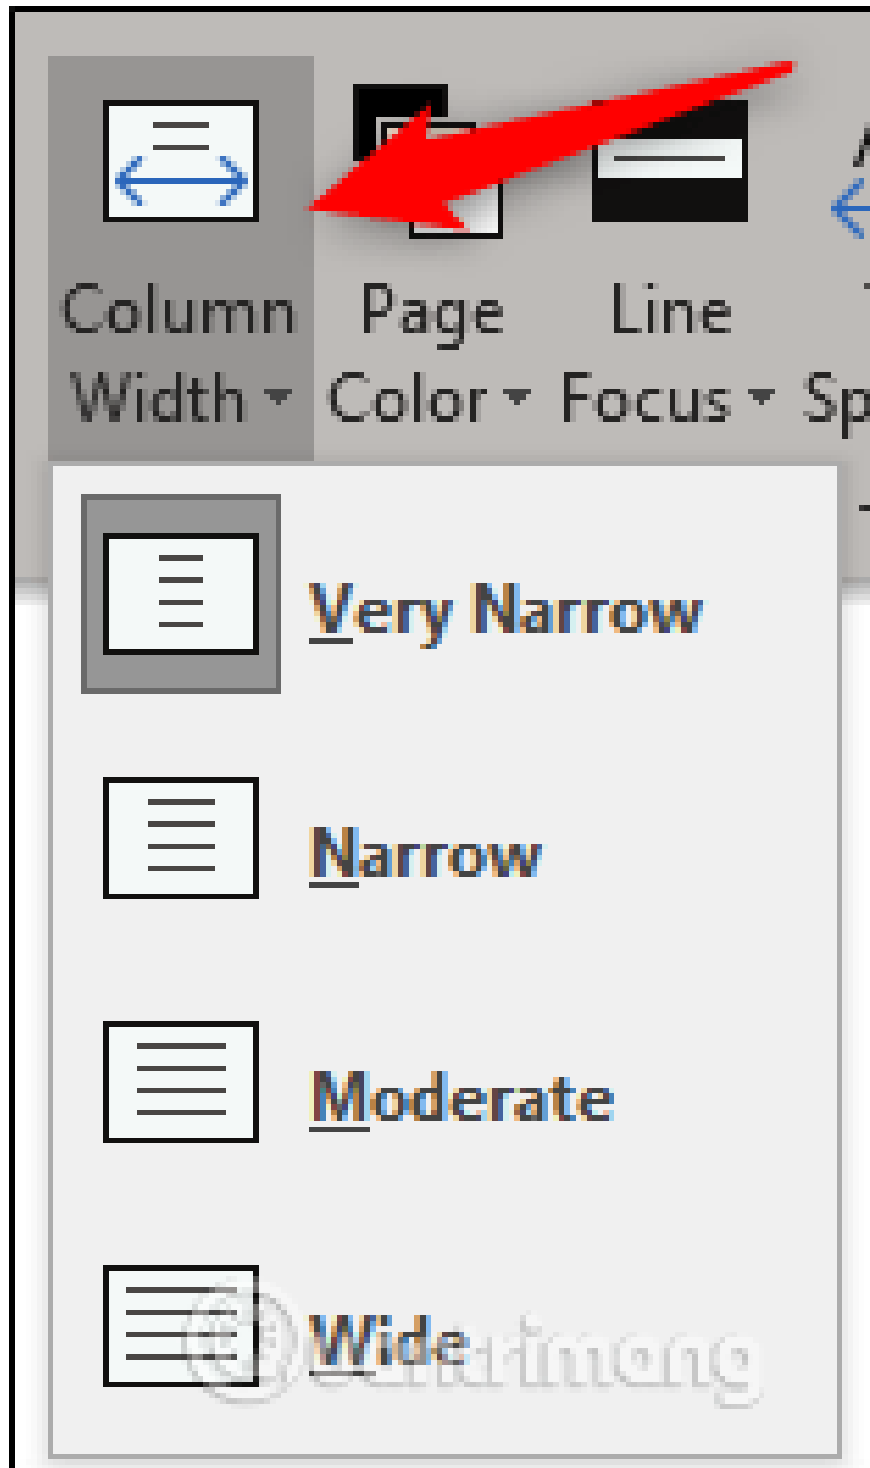 Column Width
Page Color
Line Focus
Very Narrow
Narrow
Moderate
Wide